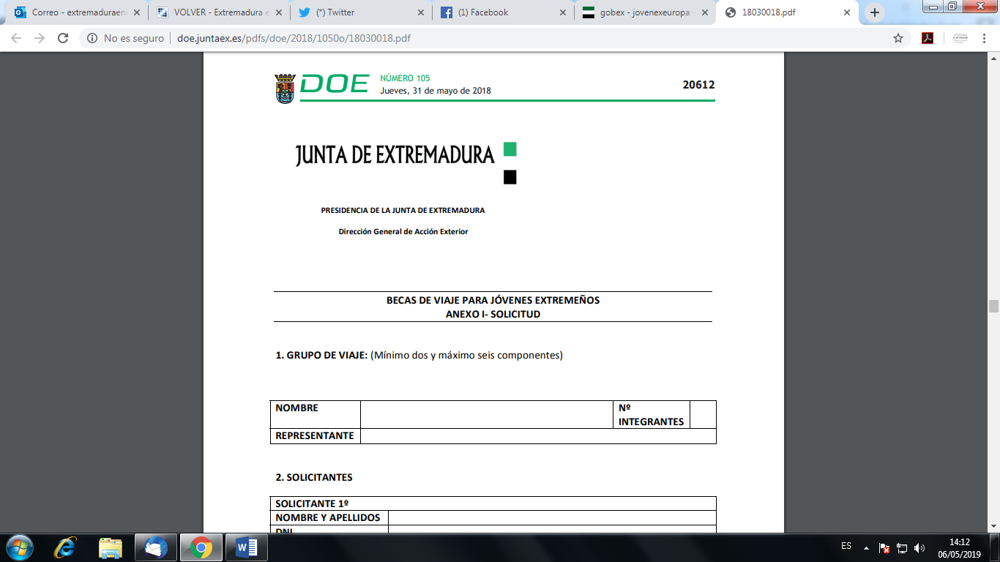 Correo - extremaduraen
VOLVER - Extremadura e
(*) Twitter
(1) Facebook
gobex - jovenexeuropa -
18030018.pdf
No es seguro
doe.juntaex.es/pdfs/doe/2018/1050o/18030018.pdf
DOE
NÚMERO 105
Jueves, 31 de mayo de 2018
20612
JUNTA DE EXTREMADURA
PRESIDENCIA DE LA JUNTA DE EXTREMADURA
Dirección General de Acción Exterior
BECAS DE VIAJE PARA JÓVENES EXTREMEÑOS
ANEXO I- SOLICITUD
1. GRUPO DE VIAJE: (Mínimo dos y máximo seis componentes)
NOMBRE
Nº
INTEGRANTES
REPRESENTANTE
2. SOLICITANTES
SOLICITANTE 1º
NOMBRE Y APELLIDOS
DNI
ES
14:12
06/05/2019